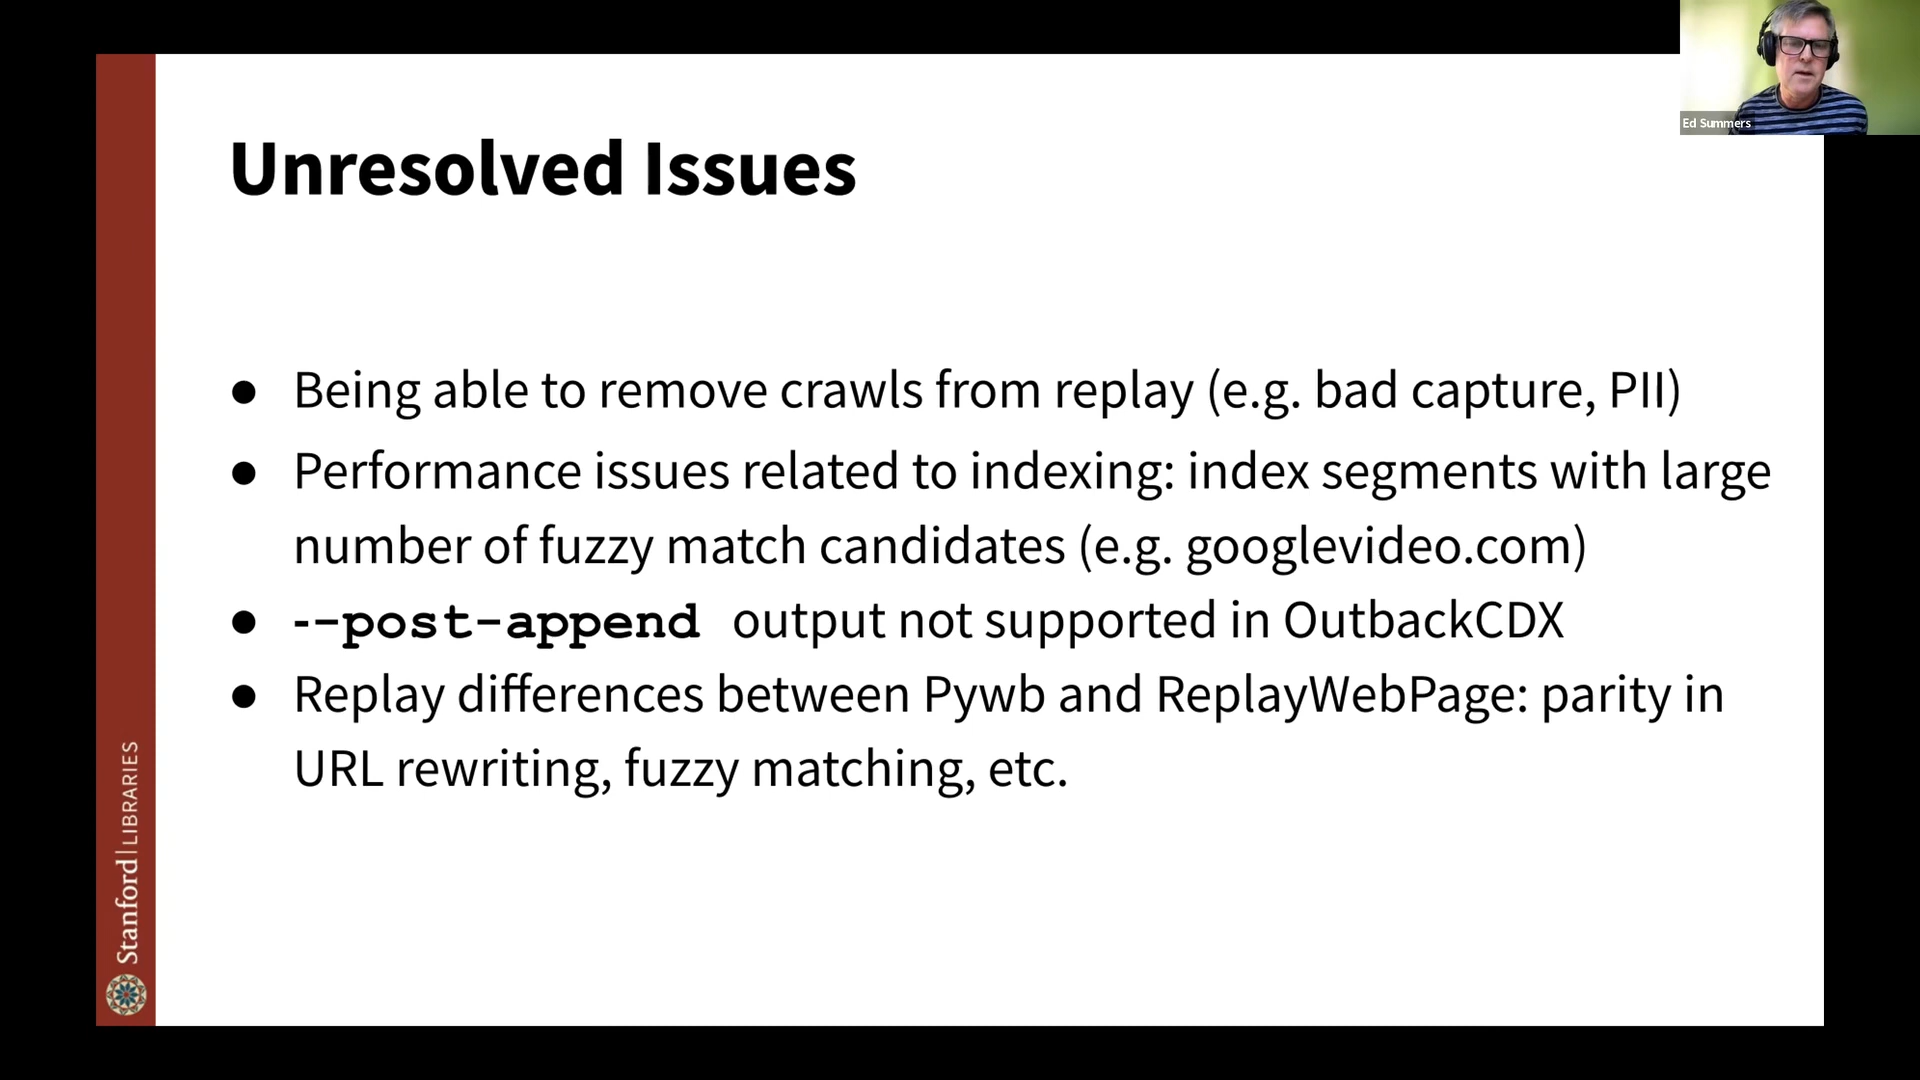 Ed Summers
Unresolved Issues
● Being able to remove crawls from replay (e.g. bad capture, PII)
● Performance issues related to indexing: index segments with large
number of fuzzy match candidates (e.g. googlevideo.com)
● --post-append output not supported in OutbackCDX
● Replay differences between Pywb and ReplayWebPage: parity in
URL rewriting, fuzzy matching, etc.
Stanford | LIBRARIES